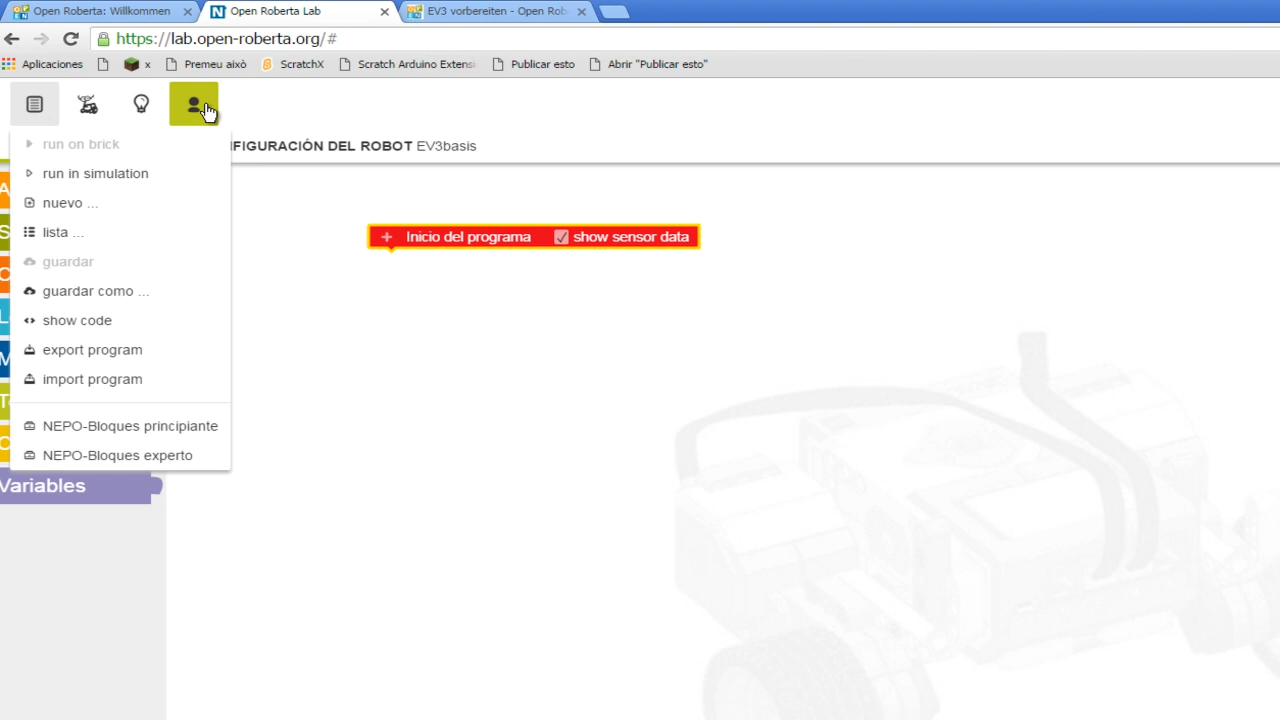 Open Roberta: Willkommen
Open Roberta Lab
EV3 vorbereiten - Open Rob
https://lab.open-roberta.org/#
Aplicaciones
x
Premeu això
ScratchX
Scratch Arduino Extens
Publicar esto
Abrir "Publicar esto"
run on brick
FIGURACIÓN DEL ROBOT EV3basis
run in simulation
nuevo ...
lista ...
guardar
guardar como ...
show code
export program
import program
NEPO-Bloques principiante
NEPO-Bloques experto
Inicio del programa show sensor data
Variables